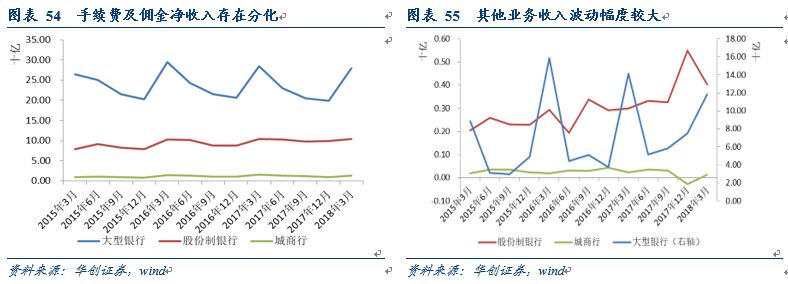 图表 54 手续费及佣金净收入存在分化
十亿
35.00
30.00
25.00
20.00
15.00
10.00
5.00
0.00
2015年3月
2015年6月
2015年9月
2015年12月
2016年3月
2016年6月
2016年9月
2016年12月
2017年3月
2017年6月
2017年9月
2017年12月
2018年3月
大型银行 股份制银行 城商行
资料来源：华创证券，wind
图表 55 其他业务收入波动幅度较大
十亿
0.60
0.50
0.40
0.30
0.20
0.10
0.00
-0.10
18.00
16.00
14.00
12.00
10.00
8.00
6.00
4.00
2.00
0.00
2015年3月
2015年6月
2015年9月
2015年12月
2016年3月
2016年6月
2016年9月
2016年12月
2017年3月
2017年6月
2017年9月
2017年12月
2018年3月
股份制银行 城商行 大型银行（右轴）
资料来源：华创证券，wind